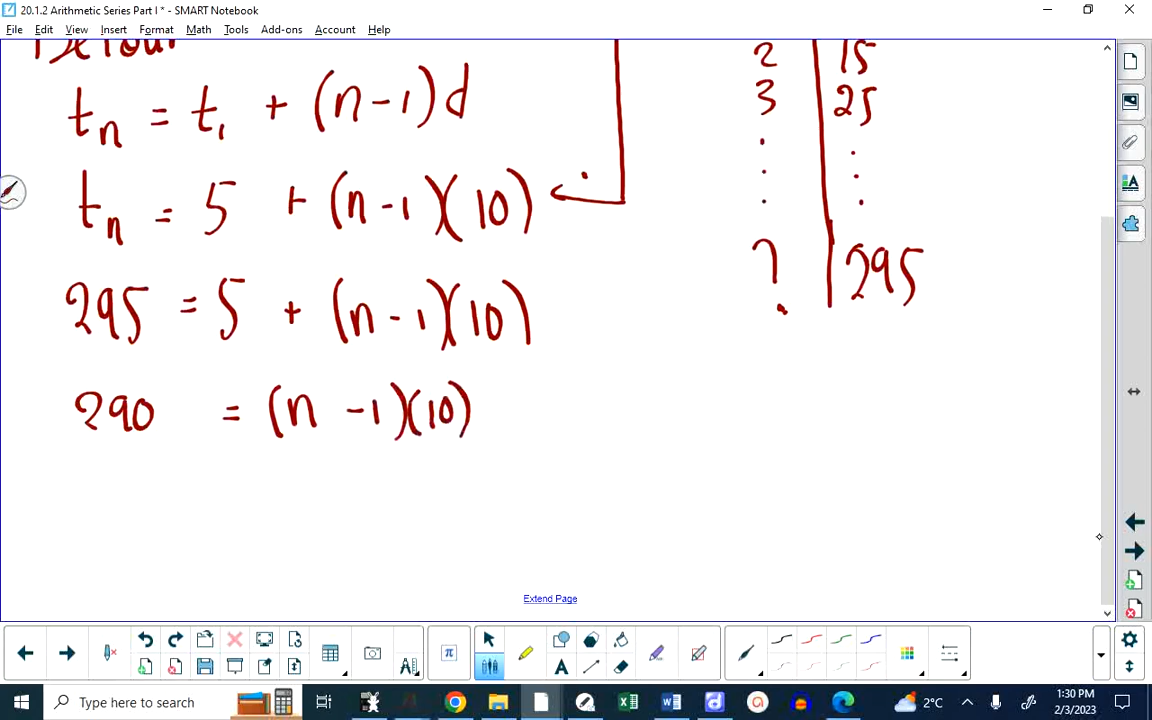 20.1.2 Arithmetic Series Part I * - SMART Notebook
File Edit View Insert Format Math Tools Add-ons Account Help
Detour
tn = t1 + (n-1)d
tn = 5 + (n-1)(10)
295 = 5 + (n-1)(10)
290 = (n -1)(10)
2 15
3 25
. .
. .
. .
? 295
Extend Page
π
A
Type here to search
2°C
1:30 PM
2/3/2023